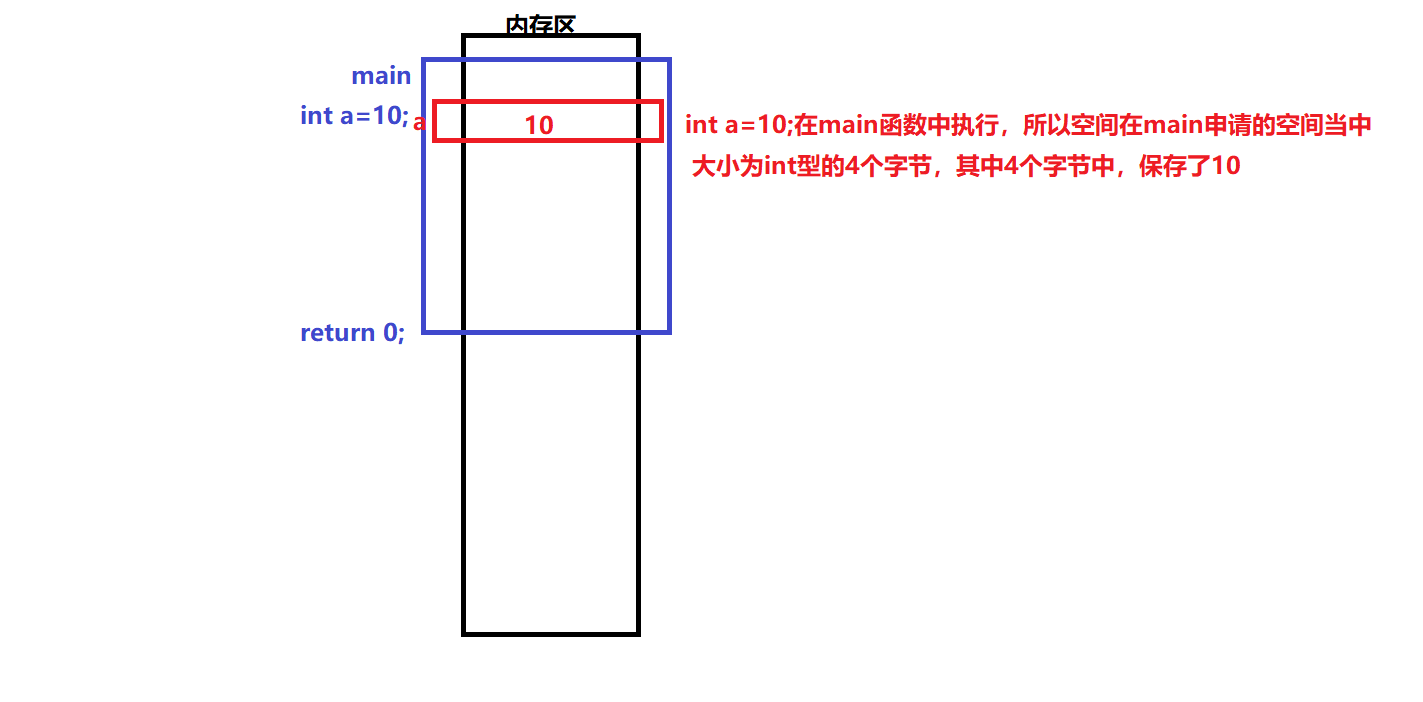 内存区
main
int a=10;
a
10
int a=10;在main函数中执行，所以空间在main申请的空间当中
大小为int型的4个字节，其中4个字节中，保存了10
return 0;